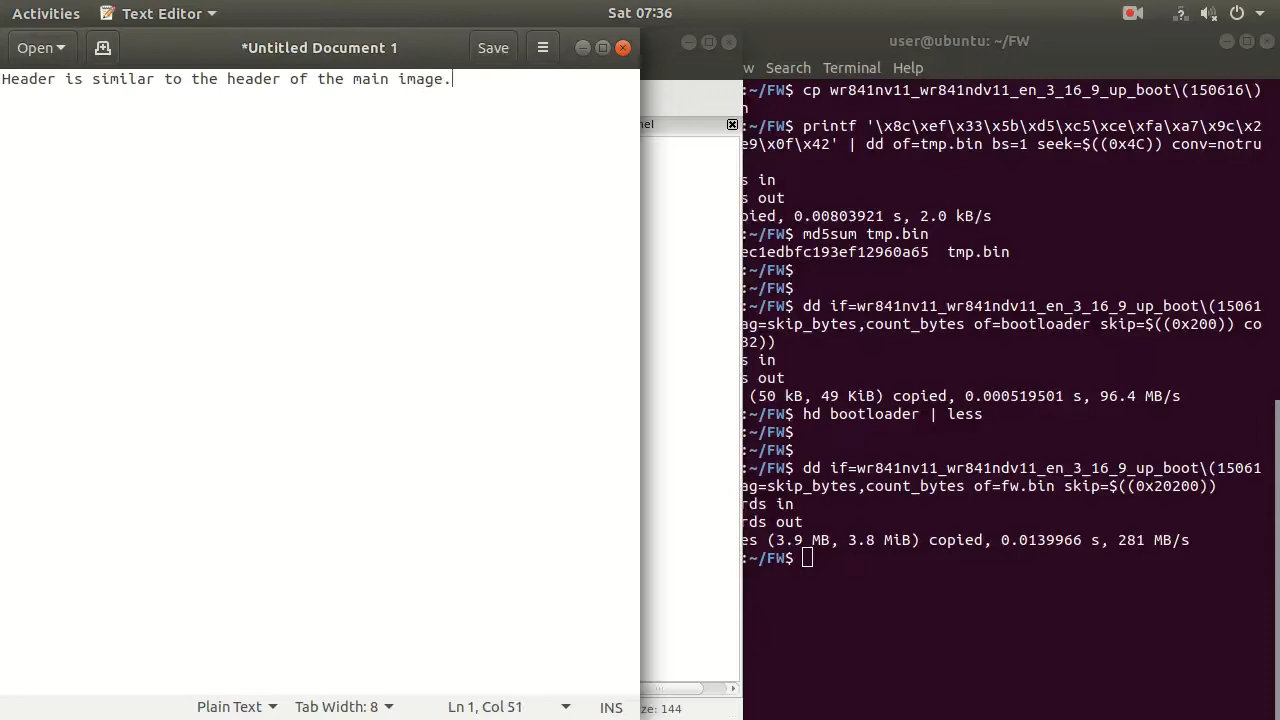 Activities
Text Editor
Sat 07:36
Open
*Untitled Document 1
Save
Header is similar to the header of the main image.
Plain Text
Tab Width: 8
Ln 1, Col 51
INS
nel
ze: 144
user@ubuntu: ~/FW
w Search Terminal Help
:~/FW$ cp wr841nv11_wr841ndv11_en_3_16_9_up_boot\(150616\)
n
:~/FW$ printf '\x8c\xef\x33\x5b\xd5\xc5\xce\xfa\xa7\x9c\x2
e9\x0f\x42' | dd of=tmp.bin bs=1 seek=$((0x4C)) conv=notru
s in
s out
pied, 0.00803921 s, 2.0 kB/s
:~/FW$ md5sum tmp.bin
ec1edbfc193ef12960a65  tmp.bin
:~/FW$
:~/FW$
:~/FW$ dd if=wr841nv11_wr841ndv11_en_3_16_9_up_boot\(15061
ag=skip_bytes,count_bytes of=bootloader skip=$((0x200)) co
32))
s in
s out
(50 kB, 49 KiB) copied, 0.000519501 s, 96.4 MB/s
:~/FW$ hd bootloader | less
:~/FW$
:~/FW$
:~/FW$ dd if=wr841nv11_wr841ndv11_en_3_16_9_up_boot\(15061
ag=skip_bytes,count_bytes of=fw.bin skip=$((0x20200))
rds in
rds out
es (3.9 MB, 3.8 MiB) copied, 0.0139966 s, 281 MB/s
:~/FW$